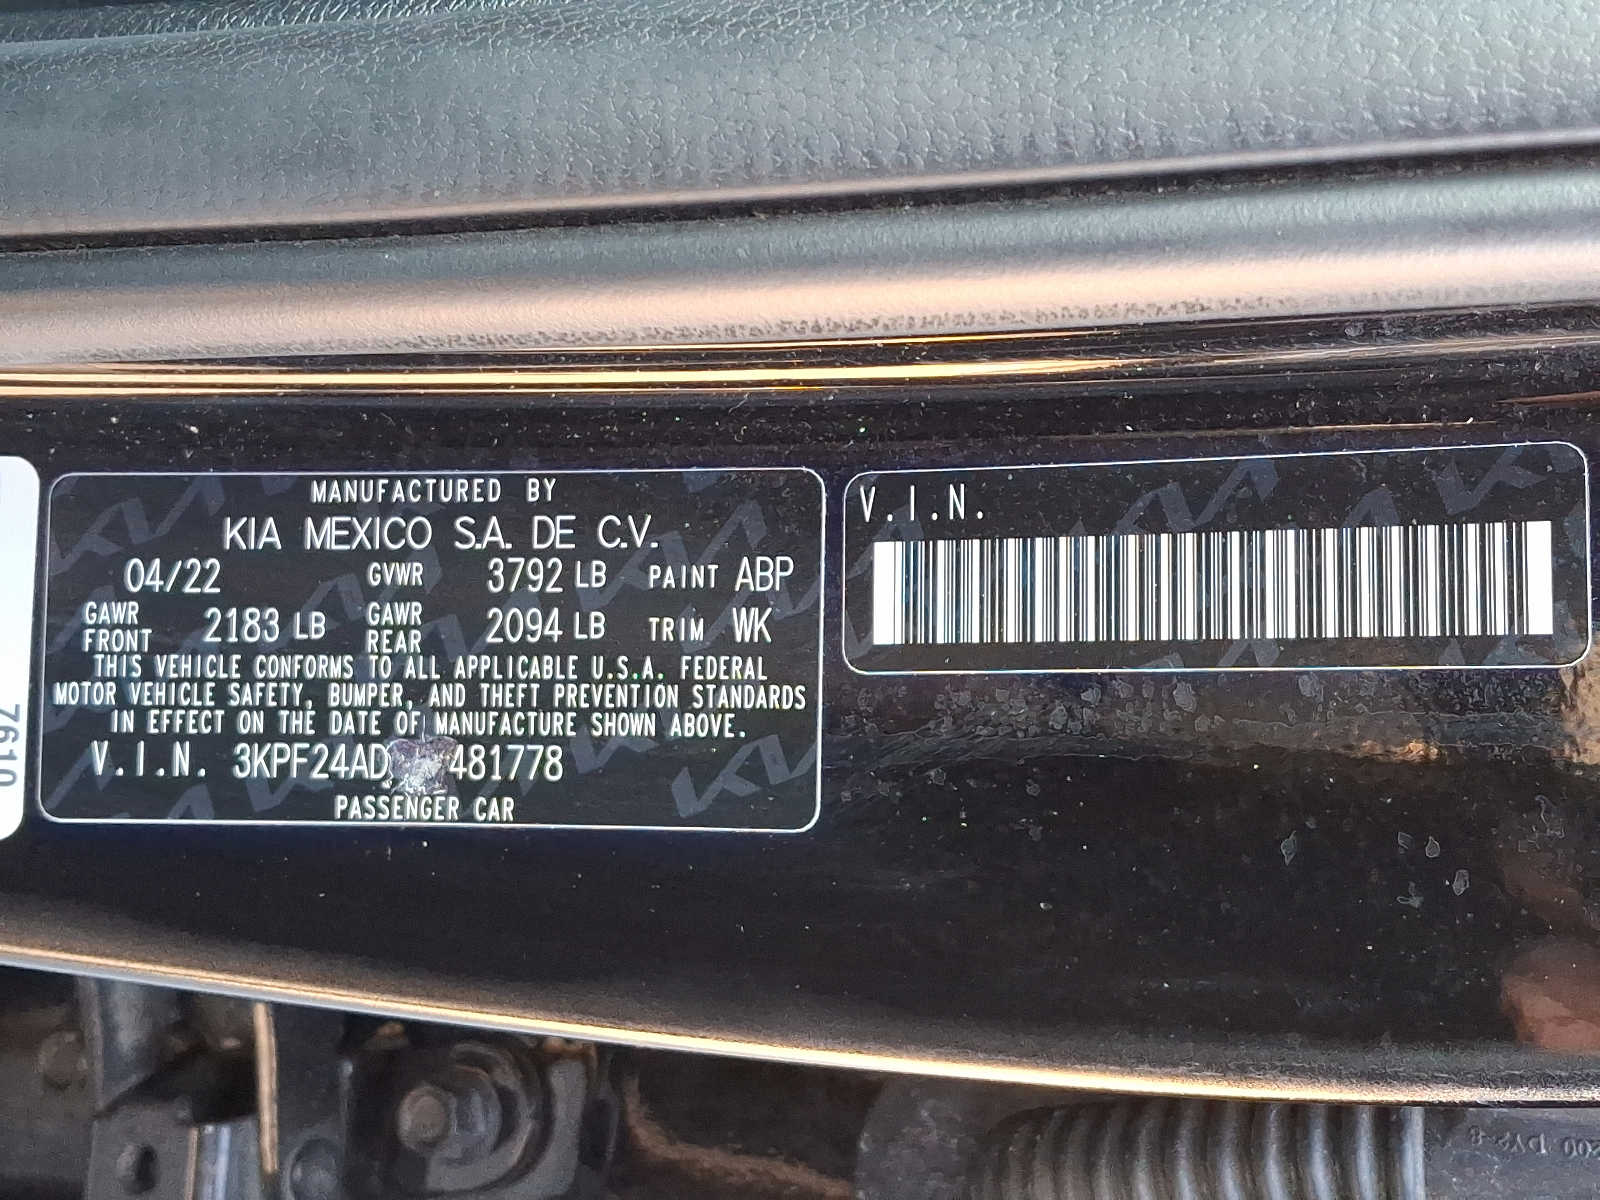 MANUFACTURED BY
KIA MEXICO S.A. DE C.V.
04/22 GVWR 3792 LB PAINT ABP
GAWR FRONT 2183 LB GAWR REAR 2094 LB TRIM WK
THIS VEHICLE CONFORMS TO ALL APPLICABLE U.S.A. FEDERAL
MOTOR VEHICLE SAFETY, BUMPER, AND THEFT PREVENTION STANDARDS
IN EFFECT ON THE DATE OF MANUFACTURE SHOWN ABOVE.
V.I.N. 3KPF24AD 481778
PASSENGER CAR
V.I.N.